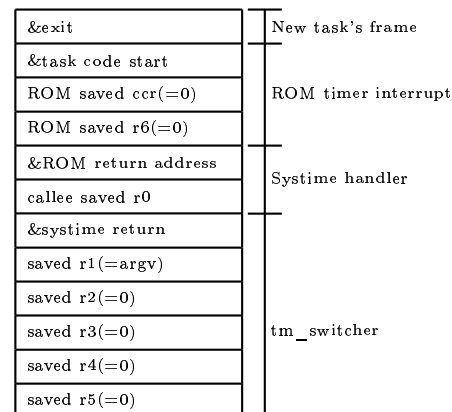 &exit
New task's frame
&task code start
ROM saved ccr(=0)
ROM timer interrupt
ROM saved r6(=0)
&ROM return address
Systime handler
callee saved r0
&systime return
saved r1(=argv)
saved r2(=0)
saved r3(=0)
tm_switcher
saved r4(=0)
saved r5(=0)